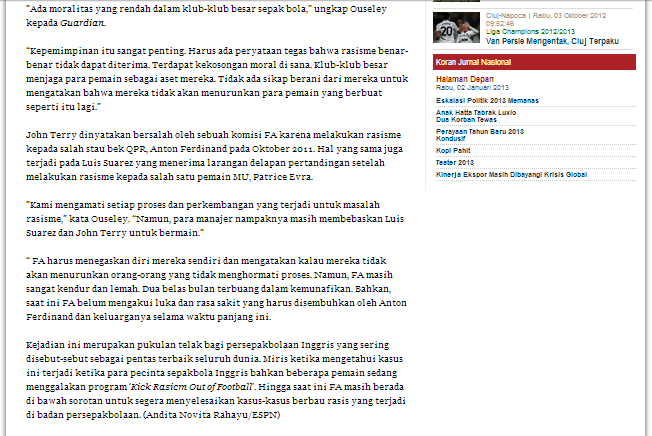 "Ada moralitas yang rendah dalam klub-klub besar sepak bola," ungkap Ouseley
kepada Guardian.
"Kepemimpinan itu sangat penting. Harus ada peryataan tegas bahwa rasisme benar-
benar tidak dapat diterima. Terdapat kekosongan moral di sana. Klub-klub besar
menjaga para pemain sebagai aset mereka. Tidak ada sikap berani dari mereka untuk
mengatakan bahwa mereka tidak akan menurunkan para pemain yang berbuat
seperti itu lagi."
John Terry dinyatakan bersalah oleh sebuah komisi FA karena melakukan rasisme
kepada salah stau bek QPR, Anton Ferdinand pada Oktober 2011. Hal yang sama juga
terjadi pada Luis Suarez yang menerima larangan delapan pertandingan setelah
melakukan rasisme kepada salah satu pemain MU, Patrice Evra.
"Kami mengamati setiap proses dan perkembangan yang terjadi untuk masalah
rasisme," kata Ouseley. "Namun, para manajer nampaknya masih membebaskan Luis
Suarez dan John Terry untuk bermain."
" FA harus menegaskan diri mereka sendiri dan mengatakan kalau mereka tidak
akan menurunkan orang-orang yang tidak menghormati proses. Namun, FA masih
sangat kendur dan lemah. Dua belas bulan terbuang dalam kemunafikan. Bahkan,
saat ini FA belum mengakui luka dan rasa sakit yang harus disembuhkan oleh Anton
Ferdinand dan keluarganya selama waktu panjang ini.
Kejadian ini merupakan pukulan telak bagi persepakbolaan Inggris yang sering
disebut-sebut sebagai pentas terbaik seluruh dunia. Miris ketika mengetahui kasus
ini terjadi ketika para pecinta sepakbola Inggris bahkan beberapa pemain sedang
menggalakan program 'Kick Rasicm Out of Football'. Hingga saat ini FA masih berada
di bawah sorotan untuk segera menyelesaikan kasus-kasus berbau rasis yang terjadi
di badan persepakbolaan. (Andita Novita Rahayu/ESPN)
Cluj-Napoca | Rabu, 03 Oktober 2012
09:52:46
Liga Champions 2012/2013
Van Persie Mengentak, Cluj Terpaku
Koran Jurnal Nasional
Halaman Depan
Rabu, 02 Januari 2013
Eskalasi Politik 2013 Memanas
Anak Hatta Tabrak Luxio
Dua Korban Tewas
Perayaan Tahun Baru 2013
Kondusif
Kopi Pahit
Teater 2013
Kinerja Ekspor Masih Dibayangi Krisis Global